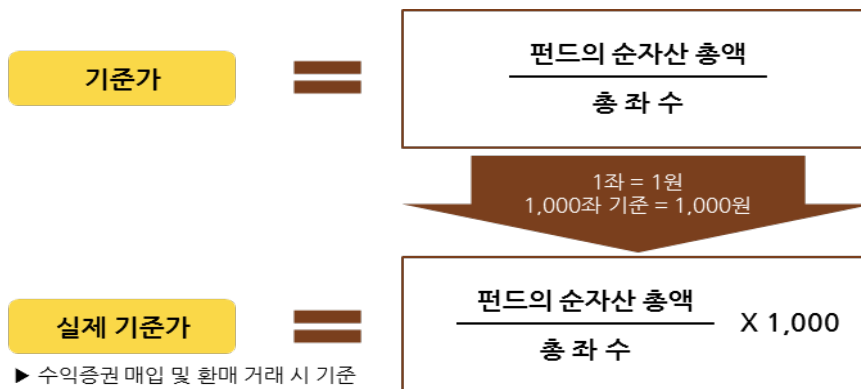 기준가
펀드의 순자산 총액
총 좌 수
1좌 = 1원
1,000좌 기준 = 1,000원
실제 기준가
펀드의 순자산 총액
총 좌 수
X 1,000
▶ 수익증권 매입 및 환매 거래 시 기준